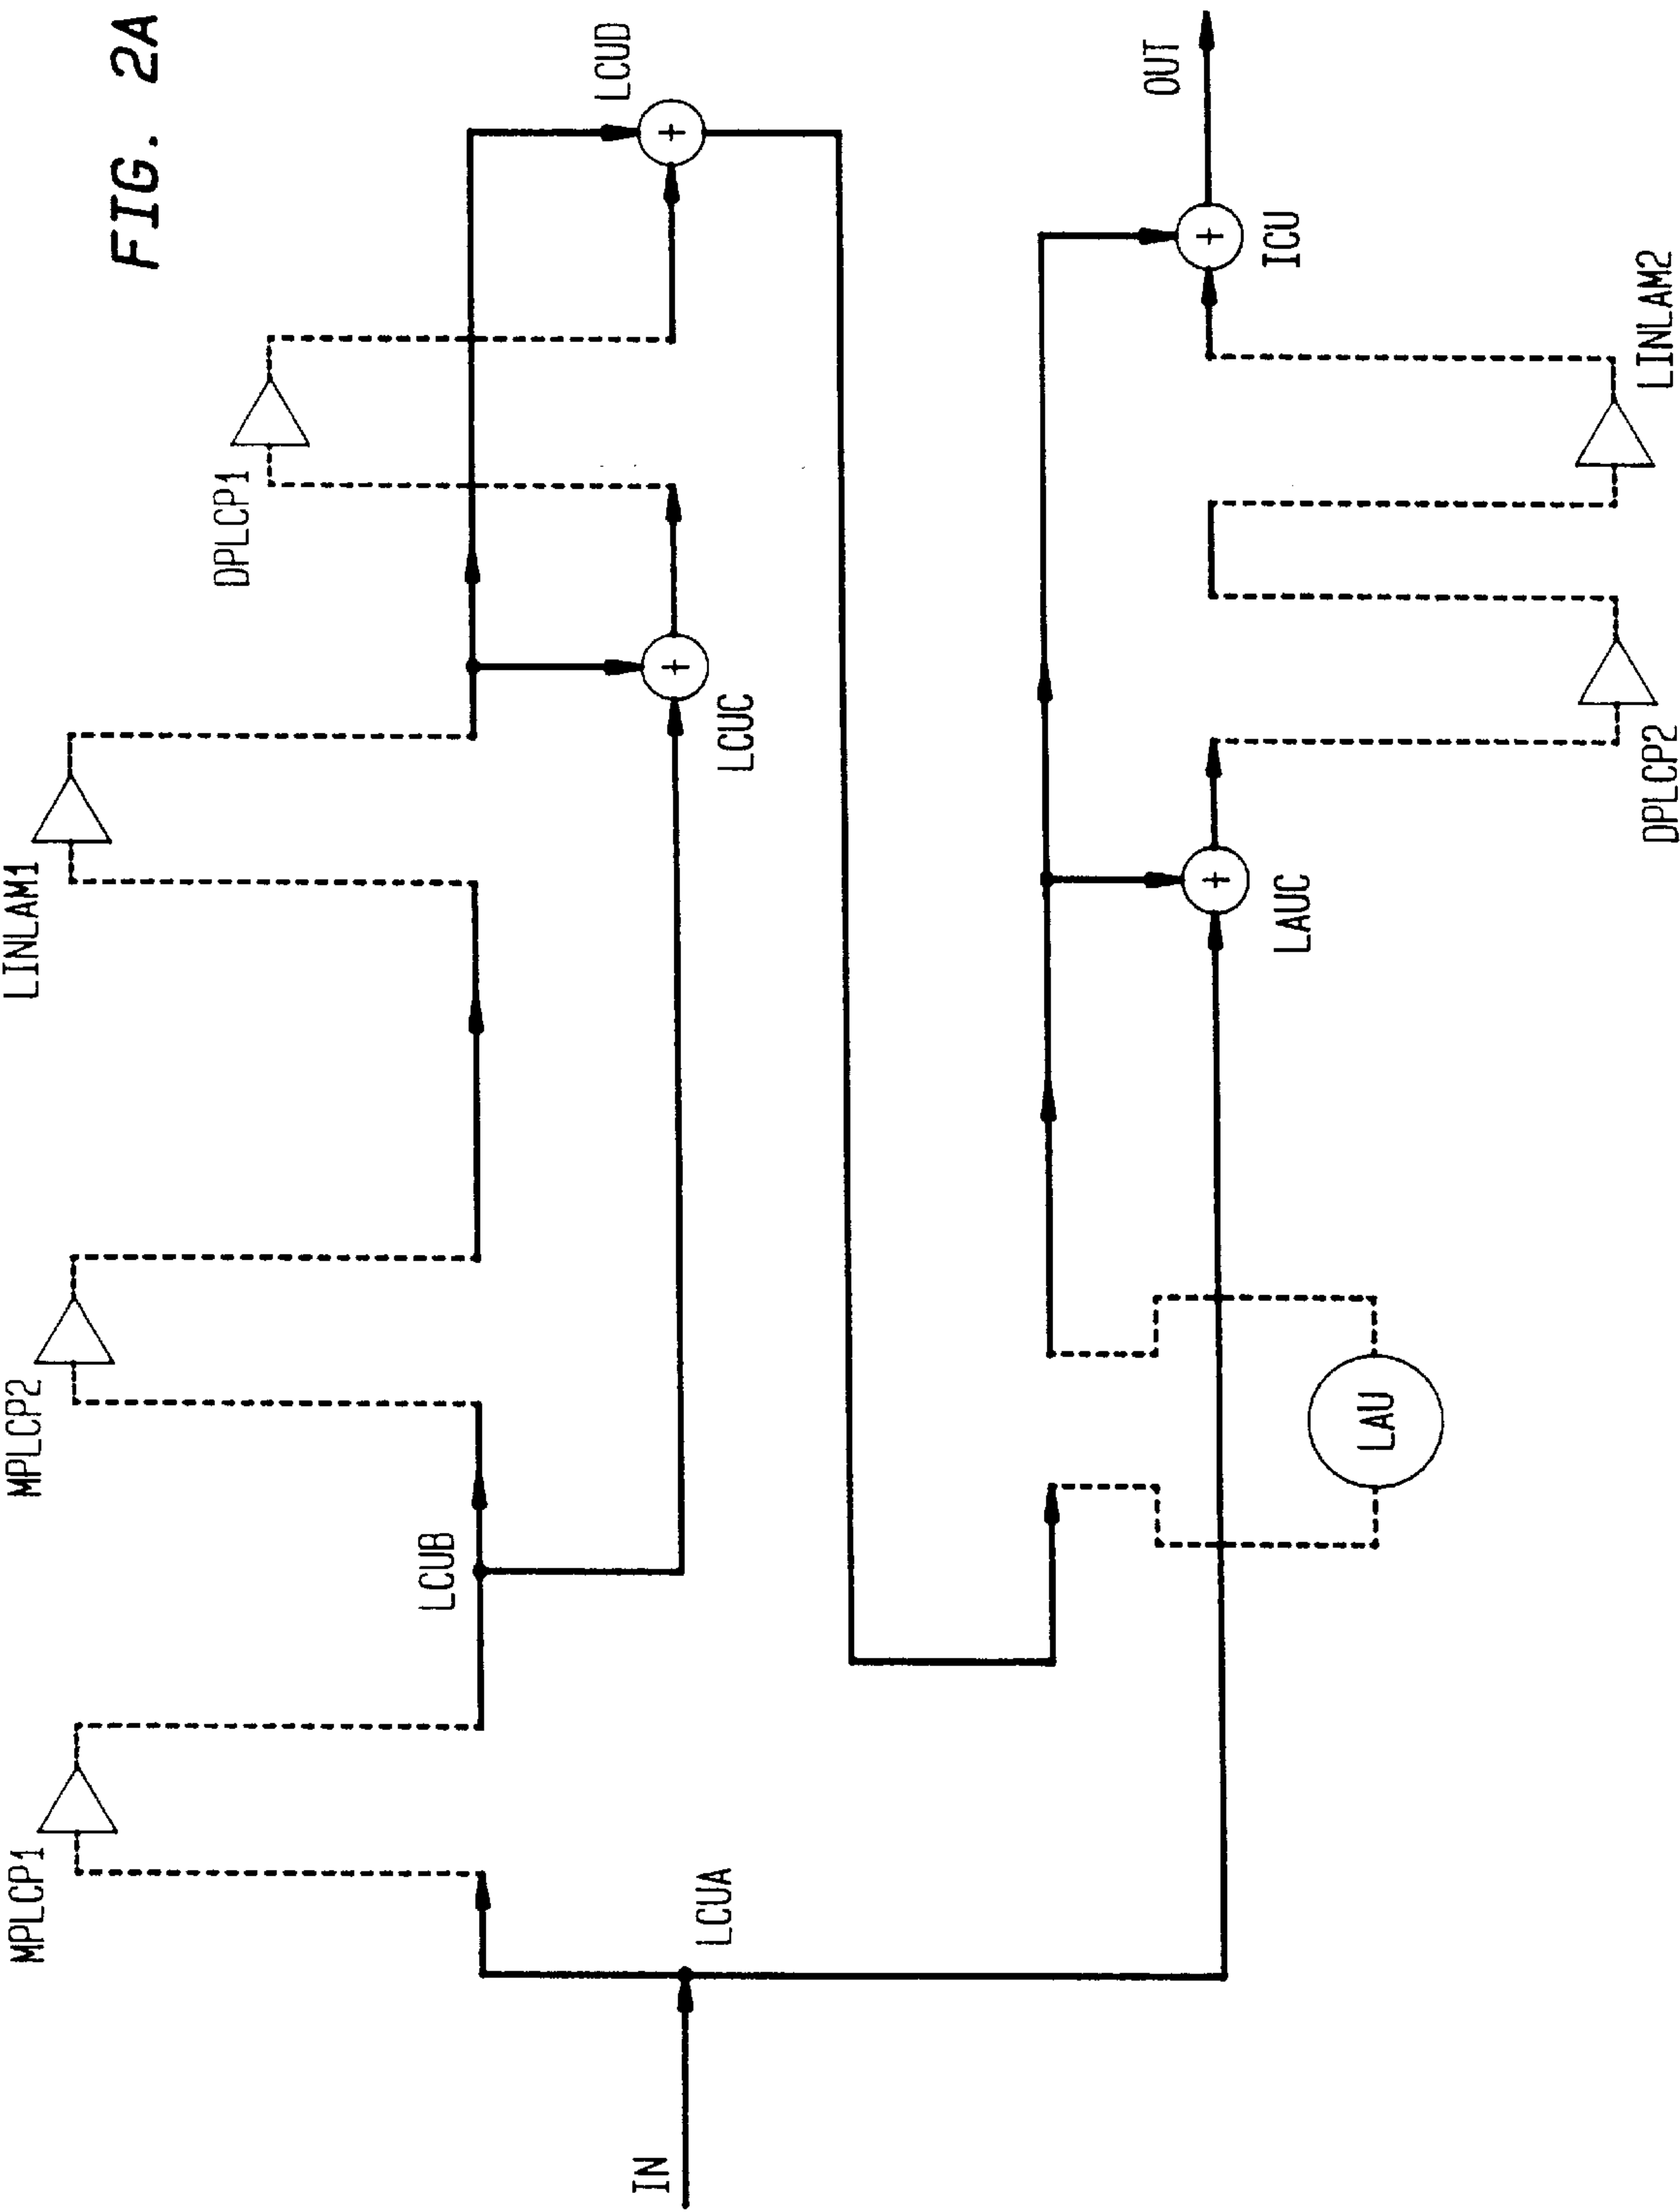 FIG. 2A
MPLCP1
MPLCP2
LINLAM1
DPLCP1
LCUB
LCUD
IN
LCUA
LCUC
+
+
LAU
LAUC
+
ICU
+
OUT
DPLCP2
LINLAM2